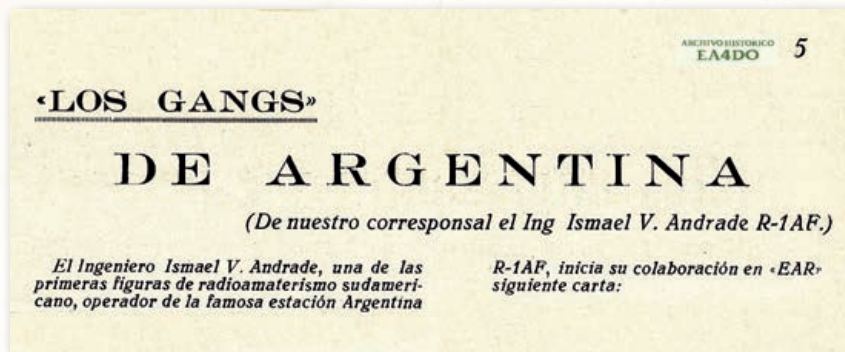 ARCHIVO HISTORICO
EA4DO
5
«LOS GANGS»
DE ARGENTINA
(De nuestro corresponsal el Ing Ismael V. Andrade R-1AF.)
El Ingeniero Ismael V. Andrade, una de las
primeras figuras de radioamaterismo sudameri-
cano, operador de la famosa estación Argentina
R-1AF, inicia su colaboración en «EAR»
siguiente carta: